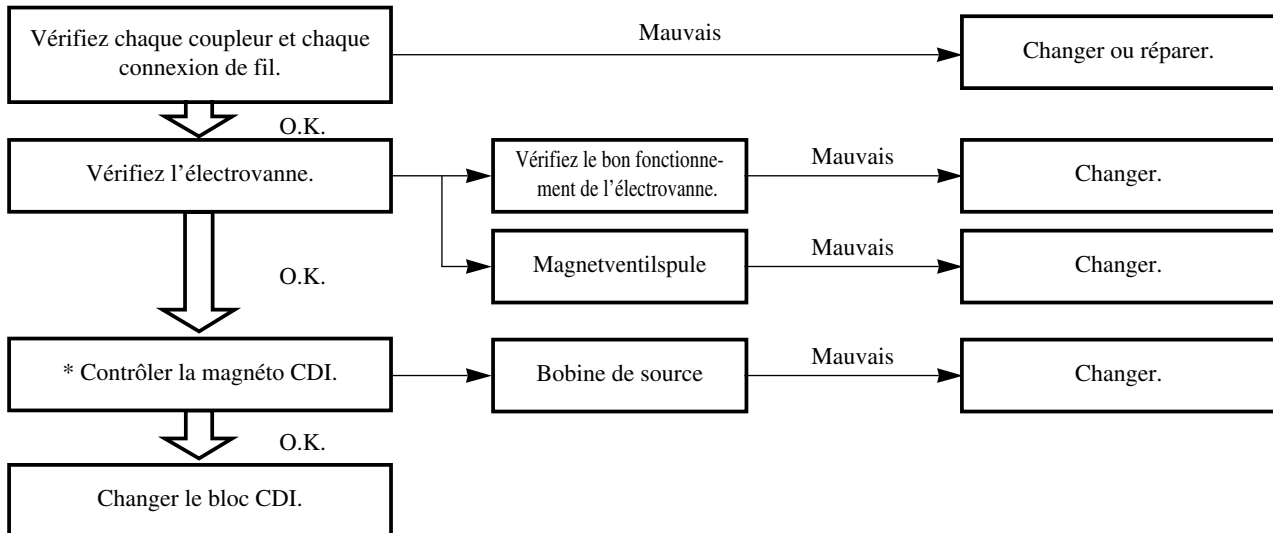 Vérifiez chaque coupleur et chaque
connexion de fil.
Mauvais
Changer ou réparer.
O.K.
Vérifiez l’électrovanne.
Vérifiez le bon fonctionne-
ment de l’électrovanne.
Mauvais
Changer.
Magnetventilspule
Mauvais
Changer.
O.K.
* Contrôler la magnéto CDI.
Bobine de source
Mauvais
Changer.
O.K.
Changer le bloc CDI.